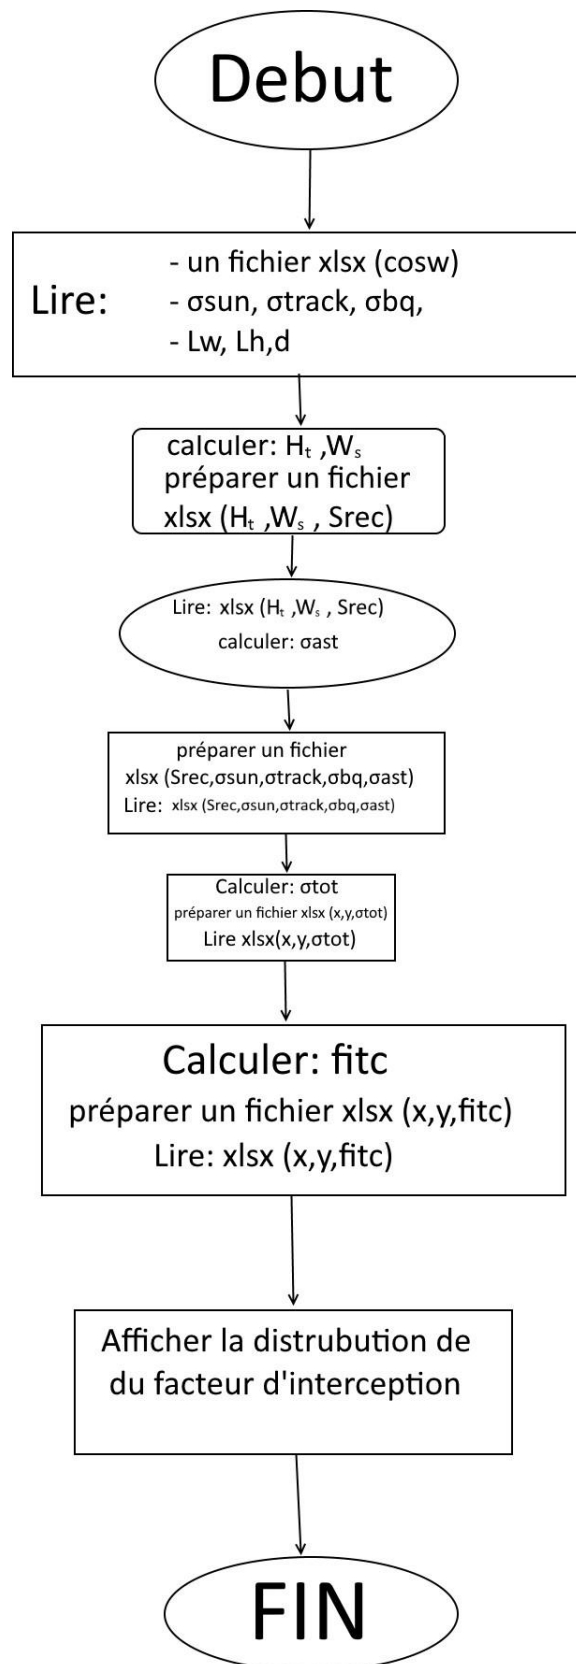 Debut
- un fichier xlsx (cosw)
Lire: - σsun, σtrack, σbq,
- Lw, Lh,d
calculer: Hₜ ,Wₛ
préparer un fichier
xlsx (Hₜ ,Wₛ , Srec)
Lire: xlsx (Hₜ ,Wₛ , Srec)
calculer: σast
préparer un fichier
xlsx (Srec,σsun,σtrack,σbq,σast)
Lire: xlsx (Srec,σsun,σtrack,σbq,σast)
Calculer: σtot
préparer un fichier xlsx (x,y,σtot)
Lire xlsx(x,y,σtot)
Calculer: fitc
préparer un fichier xlsx (x,y,fitc)
Lire: xlsx (x,y,fitc)
Afficher la distrubution de
du facteur d'interception
FIN